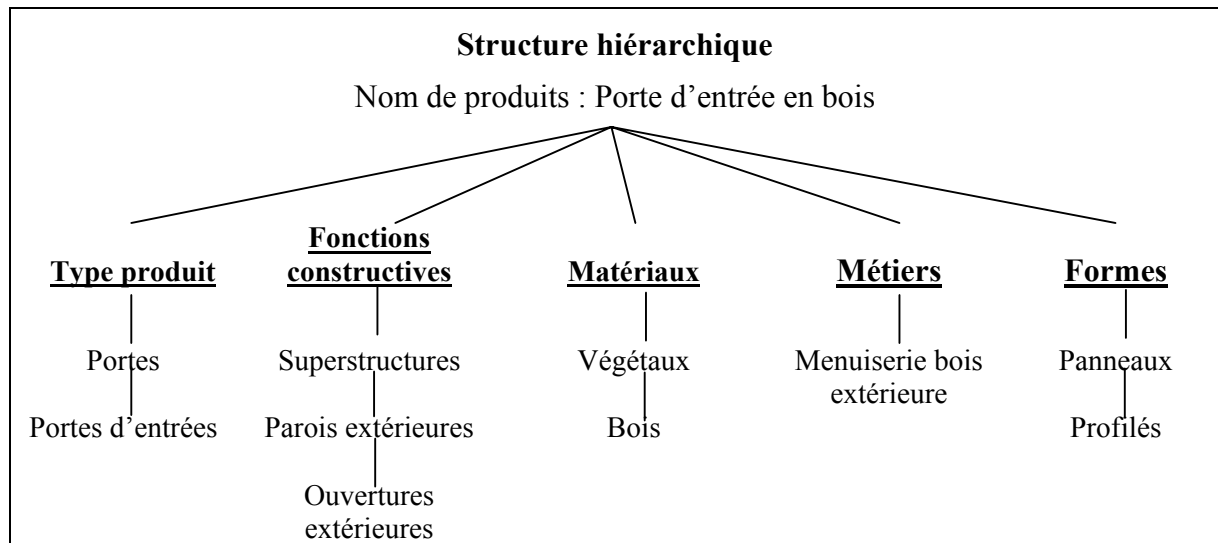 Structure hiérarchique
Nom de produits : Porte d’entrée en bois
Type produit
Fonctions
constructives
Matériaux
Métiers
Formes
Portes
Superstructures
Végétaux
Menuiserie bois
extérieure
Panneaux
Portes d’entrées
Parois extérieures
Bois
Profilés
Ouvertures
extérieures